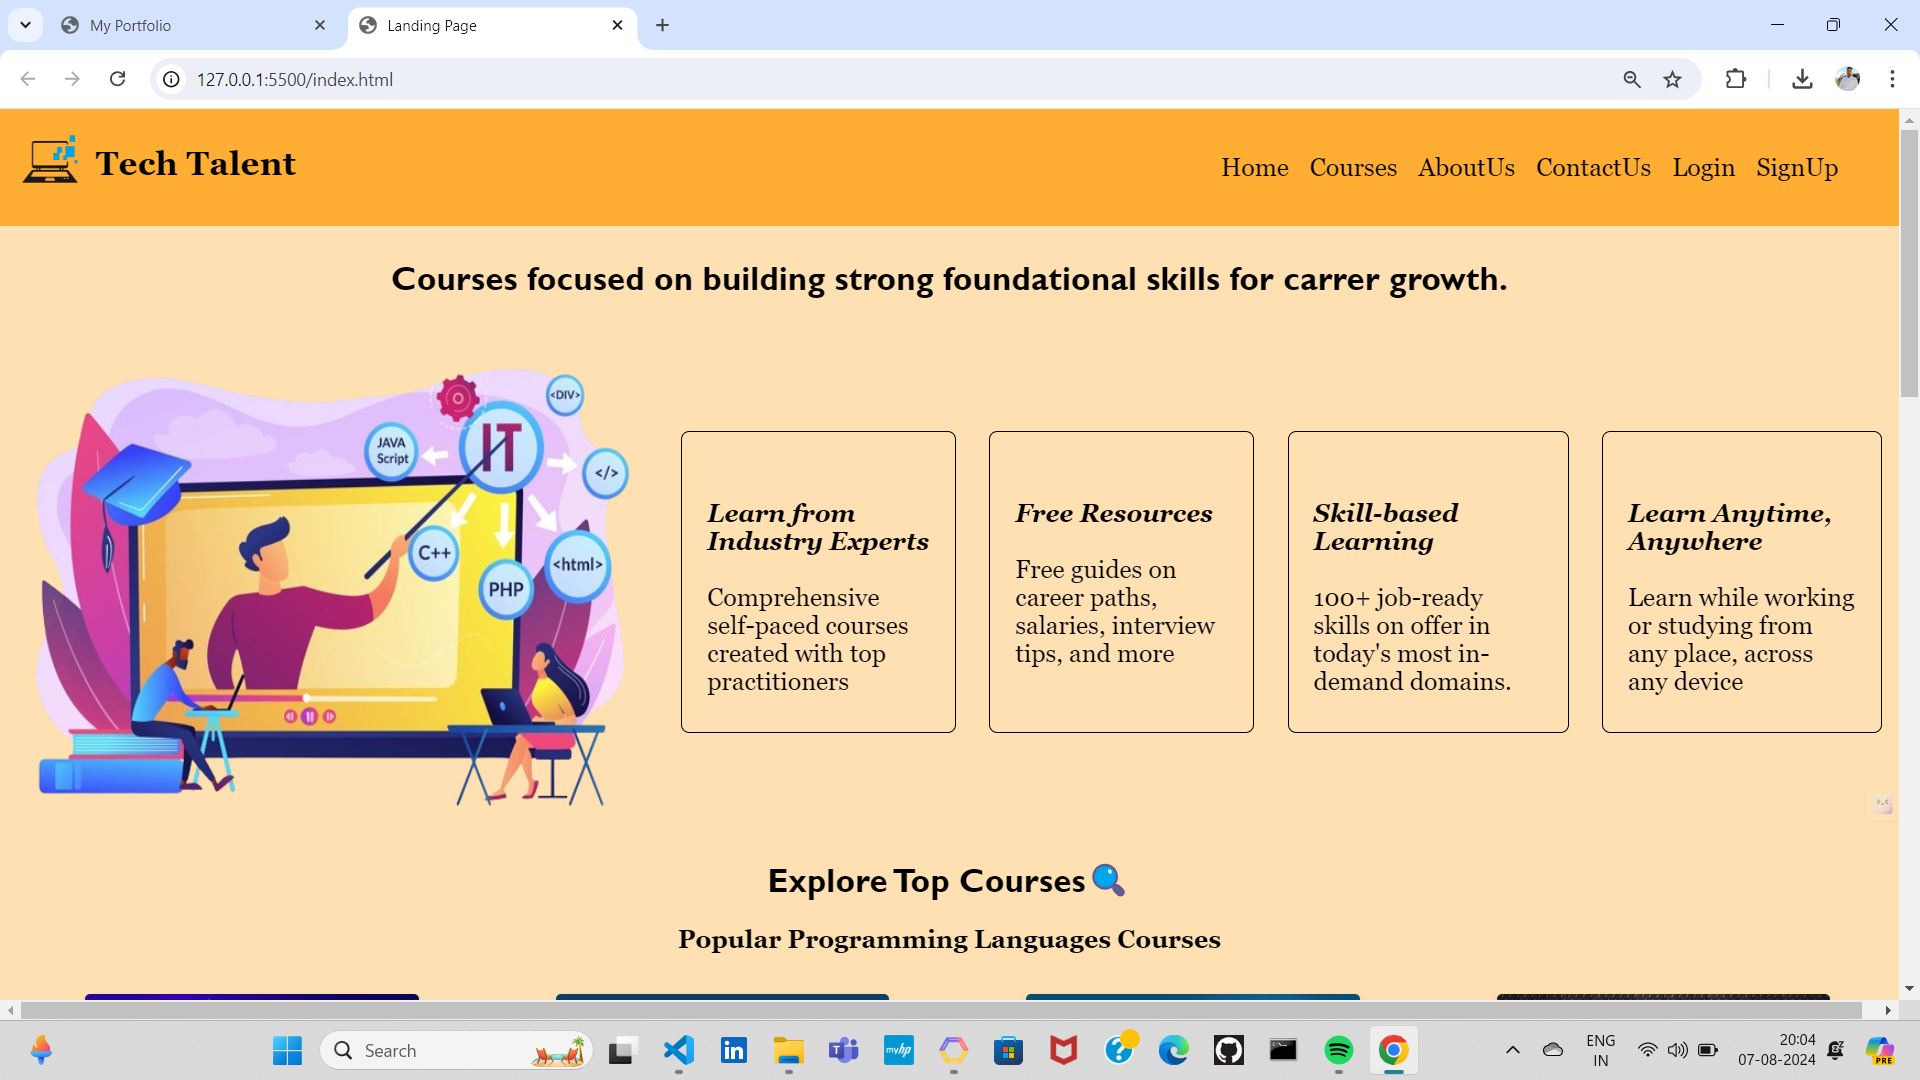 My Portfolio
Landing Page
127.0.0.1:5500/index.html
Tech Talent
Home Courses AboutUs ContactUs Login SignUp
Courses focused on building strong foundational skills for carrer growth.
<DIV>
IT
JAVA
Script
</>
C++
<html>
PHP
Learn from
Industry Experts
Comprehensive
self-paced courses
created with top
practitioners
Free Resources
Free guides on
career paths,
salaries, interview
tips, and more
Skill-based
Learning
100+ job-ready
skills on offer in
today's most in-
demand domains.
Learn Anytime,
Anywhere
Learn while working
or studying from
any place, across
any device
Explore Top Courses
Popular Programming Languages Courses
Search
in
myhp
?
ENG
IN
20:04
07-08-2024
PRE